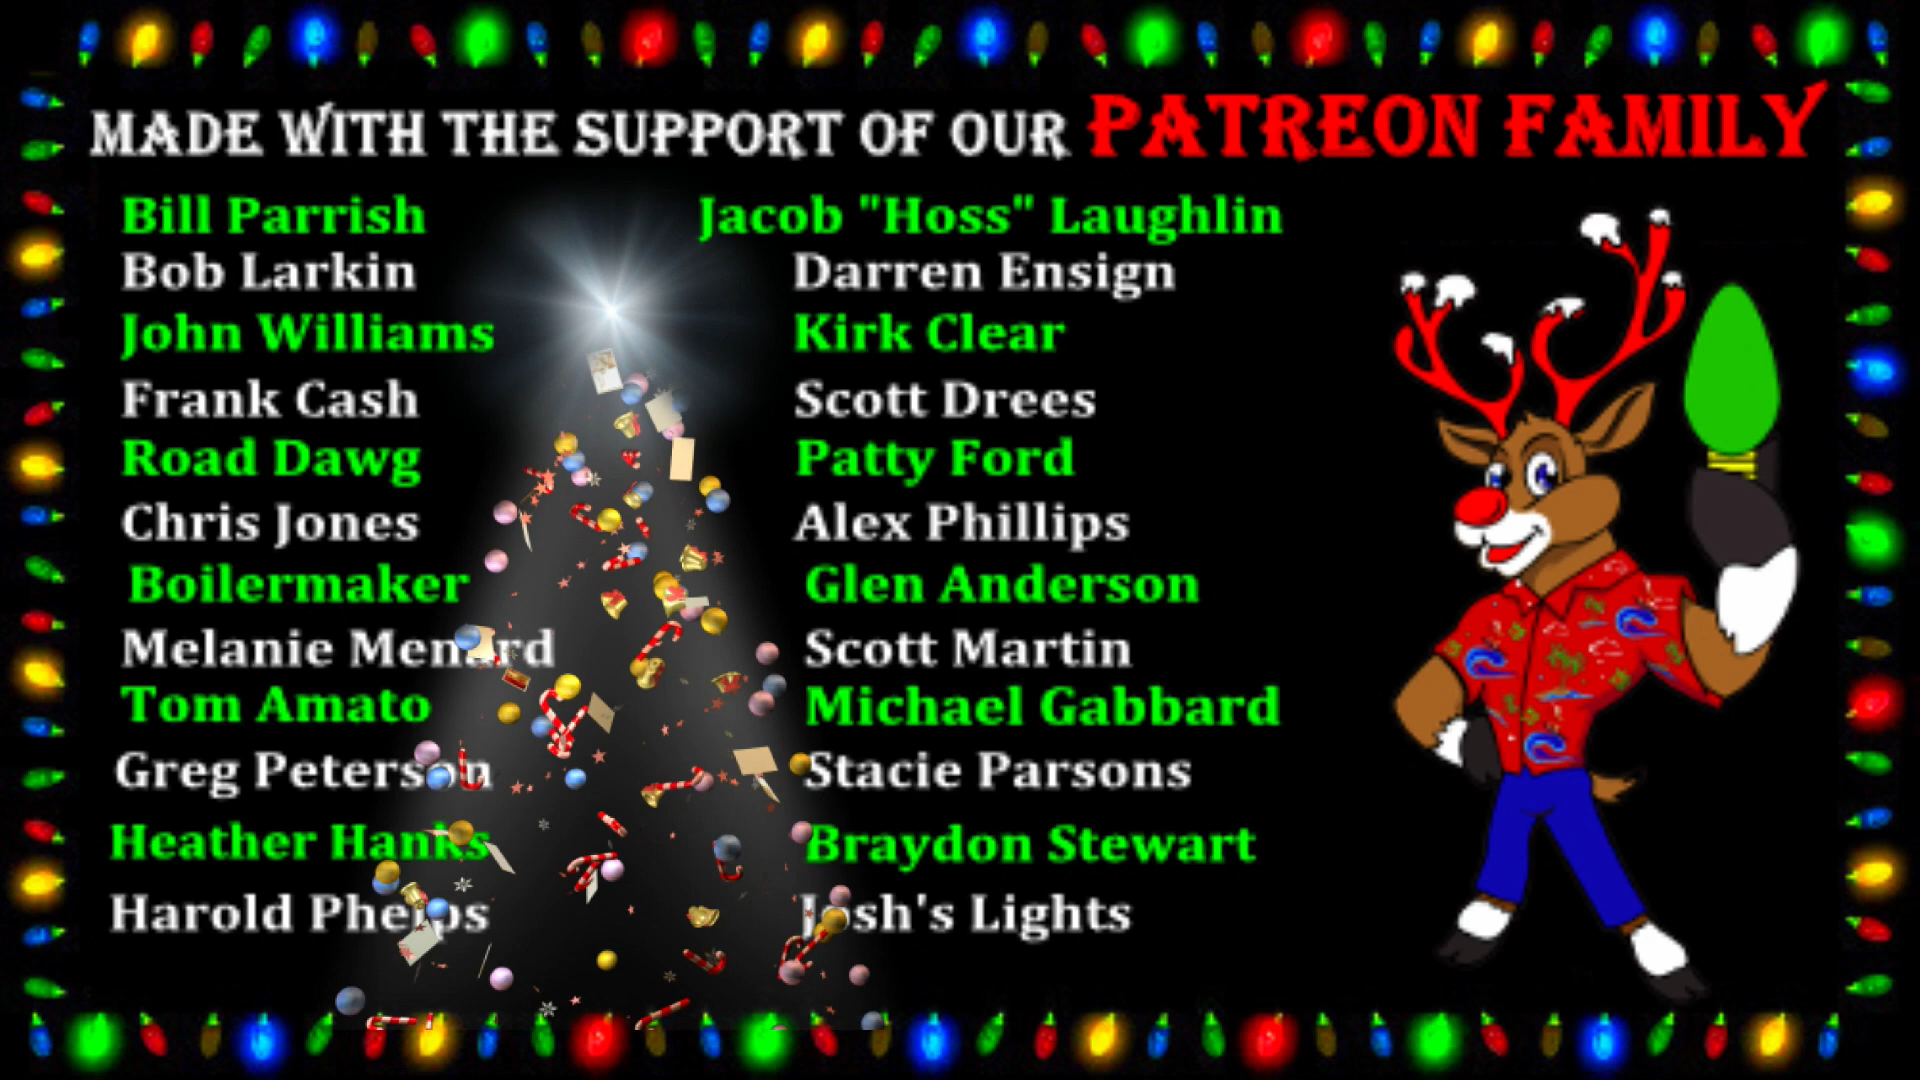 MADE WITH THE SUPPORT OF OUR PATREON FAMILY
Bill Parrish
Bob Larkin
John Williams
Frank Cash
Road Dawg
Chris Jones
Boilermaker
Melanie Menard
Tom Amato
Greg Peterson
Heather Hanks
Harold Phelps
Jacob "Hoss" Laughlin
Darren Ensign
Kirk Clear
Scott Drees
Patty Ford
Alex Phillips
Glen Anderson
Scott Martin
Michael Gabbard
Stacie Parsons
Braydon Stewart
Josh's Lights